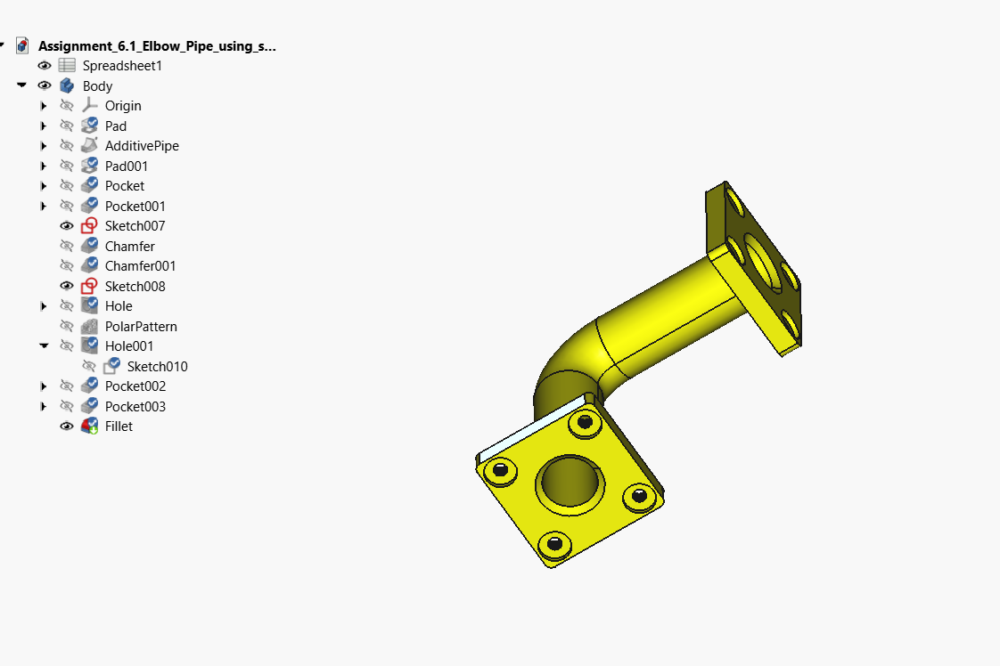 Assignment_6.1_Elbow_Pipe_using_s...
Spreadsheet1
Body
Origin
Pad
AdditivePipe
Pad001
Pocket
Pocket001
Sketch007
Chamfer
Chamfer001
Sketch008
Hole
PolarPattern
Hole001
Sketch010
Pocket002
Pocket003
Fillet